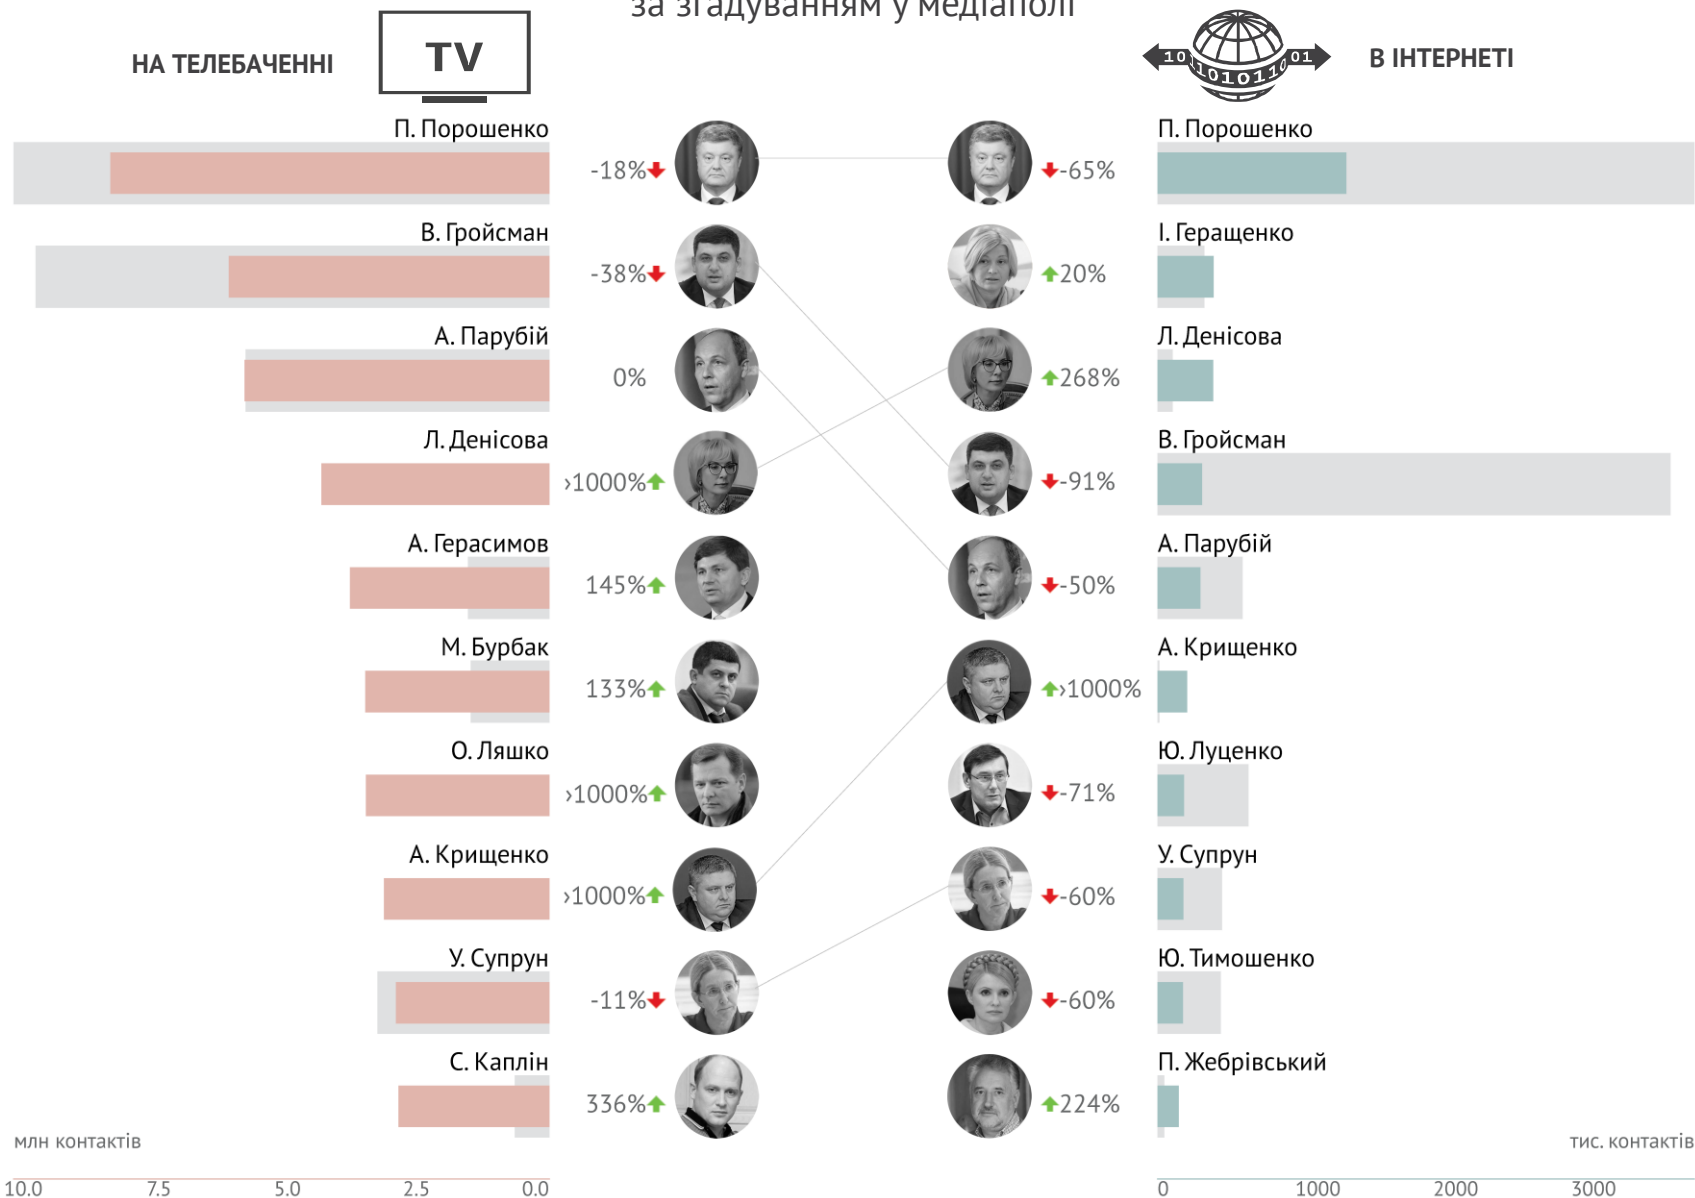 за згадуванням у медіаполі
НА ТЕЛЕБАЧЕННІ
TV
1011010110 01
В ІНТЕРНЕТІ
П. Порошенко
-18%
В. Гройсман
-38%
А. Парубій
0%
Л. Денісова
›1000%
А. Герасимов
145%
М. Бурбак
133%
О. Ляшко
›1000%
А. Крищенко
›1000%
У. Супрун
-11%
С. Каплін
336%
млн контактів
10.0 7.5 5.0 2.5 0.0
П. Порошенко
-65%
І. Геращенко
20%
Л. Денісова
268%
В. Гройсман
-91%
А. Парубій
-50%
А. Крищенко
›1000%
Ю. Луценко
-71%
У. Супрун
-60%
Ю. Тимошенко
-60%
П. Жебрівський
224%
тис. контактів
0 1000 2000 3000